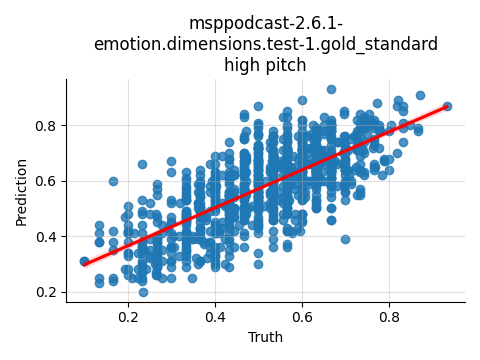 msppodcast-2.6.1-
emotion.dimensions.test-1.gold_standard
high pitch
Prediction
0.8
0.6
0.4
0.2
0.2 0.4 0.6 0.8
Truth